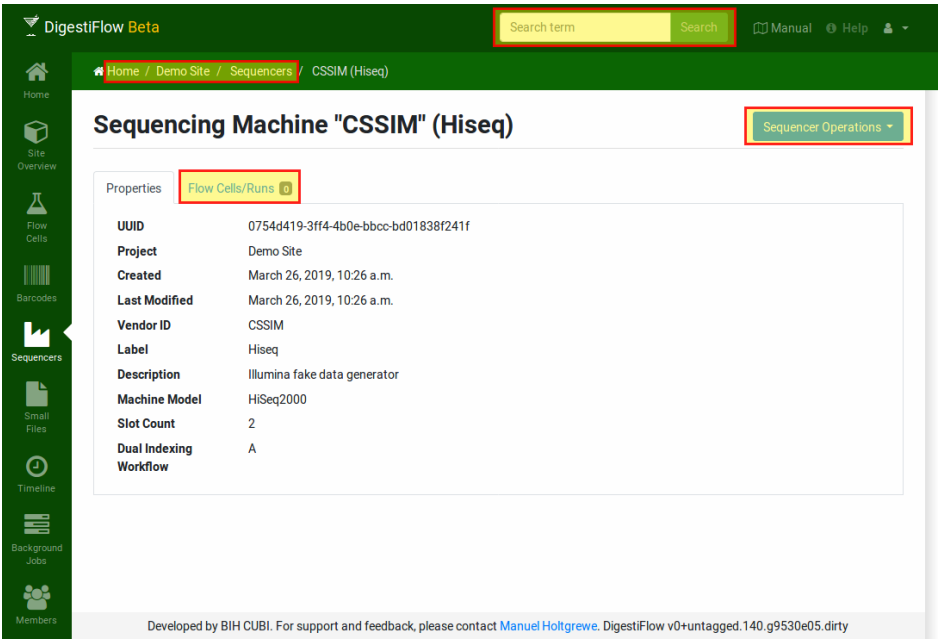 DigestiFlow Beta
Search term
Search
Manual
Help
Home / Demo Site / Sequencers / CSSIM (Hiseq)
Home
Site
Overview
Flow
Cells
Barcodes
Sequencers
Small
Files
Timeline
Background
Jobs
Members
Sequencing Machine "CSSIM" (Hiseq)
Sequencer Operations
Properties
Flow Cells/Runs 0
UUID 0754d419-3ff4-4b0e-bbcc-bd01838f241f
Project Demo Site
Created March 26, 2019, 10:26 a.m.
Last Modified March 26, 2019, 10:26 a.m.
Vendor ID CSSIM
Label Hiseq
Description Illumina fake data generator
Machine Model HiSeq2000
Slot Count 2
Dual Indexing A
Workflow
Developed by BIH CUBI. For support and feedback, please contact Manuel Holtgrewe. DigestiFlow v0+untagged.140.g9530e05.dirty